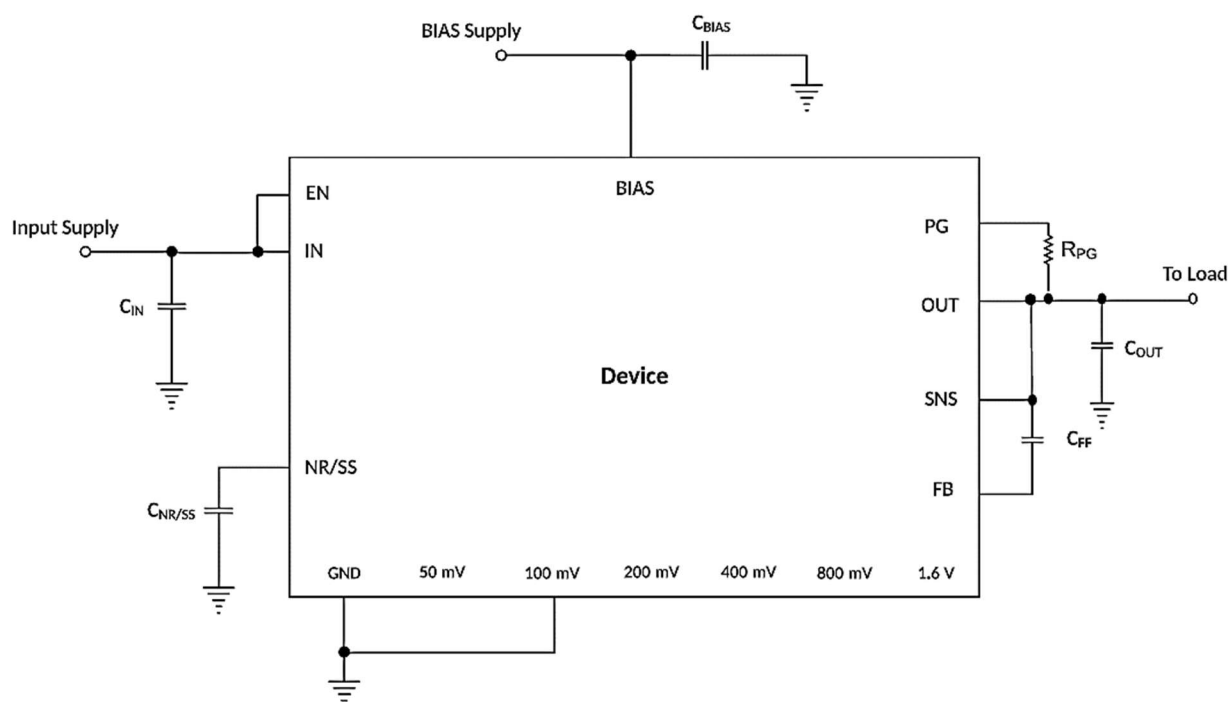 BIAS Supply
CBIAS
EN
BIAS
Input Supply
IN
PG
RPG
To Load
CIN
OUT
COUT
Device
SNS
CFF
NR/SS
FB
CNR/SS
GND 50 mV 100 mV 200 mV 400 mV 800 mV 1.6 V